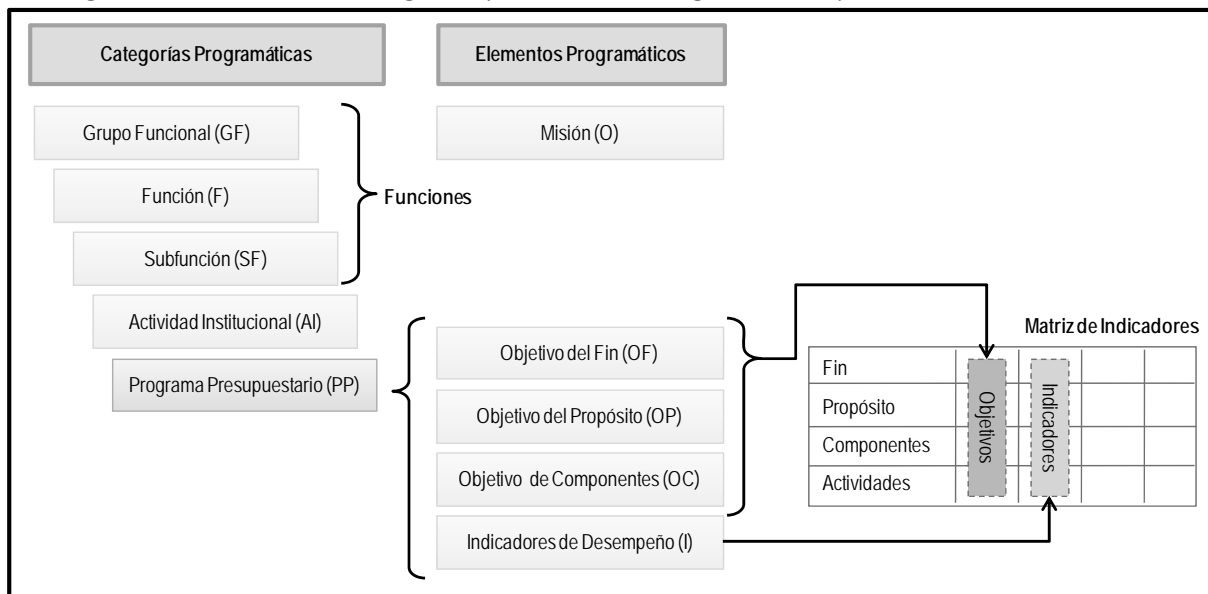 Categorías Programáticas
Elementos Programáticos
Grupo Funcional (GF)
Misión (O)
Función (F)
Funciones
Subfunción (SF)
Actividad Institucional (AI)
Programa Presupuestario (PP)
Objetivo del Fin (OF)
Objetivo del Propósito (OP)
Objetivo de Componentes (OC)
Indicadores de Desempeño (I)
Matriz de Indicadores
Fin
Propósito
Componentes
Actividades
Objetivos
Indicadores